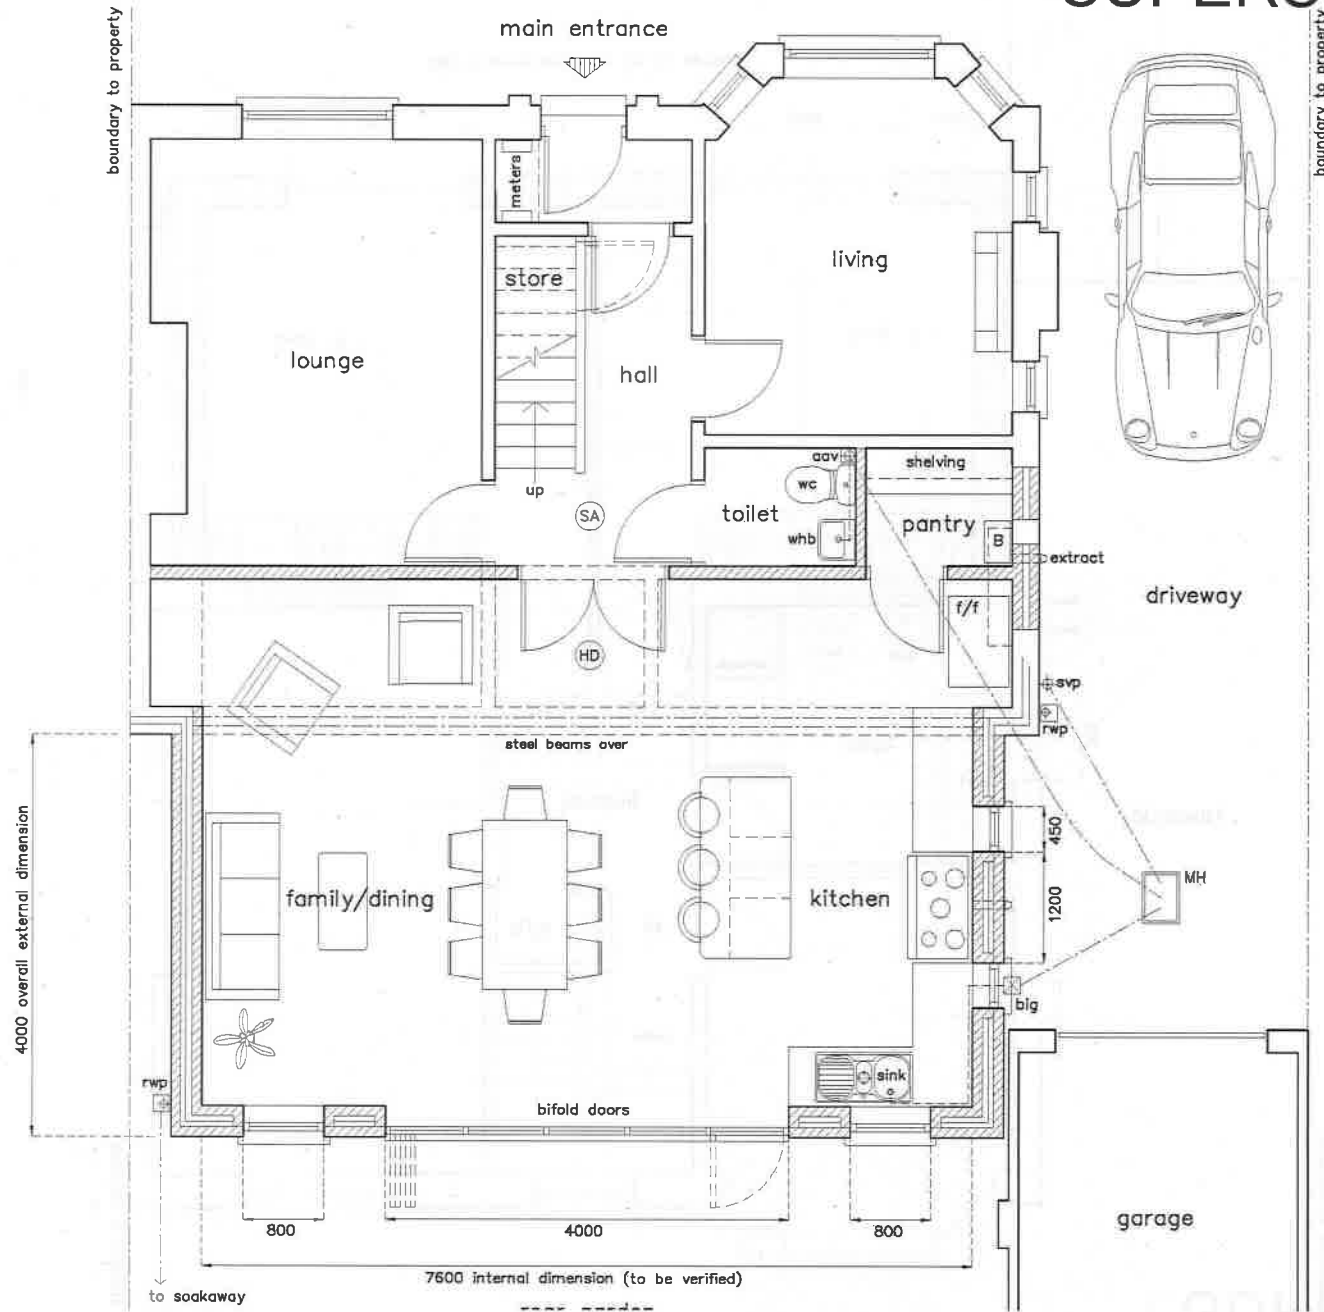 main entrance
boundary to property
boundary to property
meters
store
living
lounge
hall
up
SA
aav
wc
toilet
whb
shelving
pantry
B
extract
driveway
f/f
HD
svp
rwp
steel beams over
4000 overall external dimension
450
1200
MH
family/dining
kitchen
big
sink
rwp
bifold doors
800
4000
800
garage
7600 internal dimension (to be verified)
to soakaway